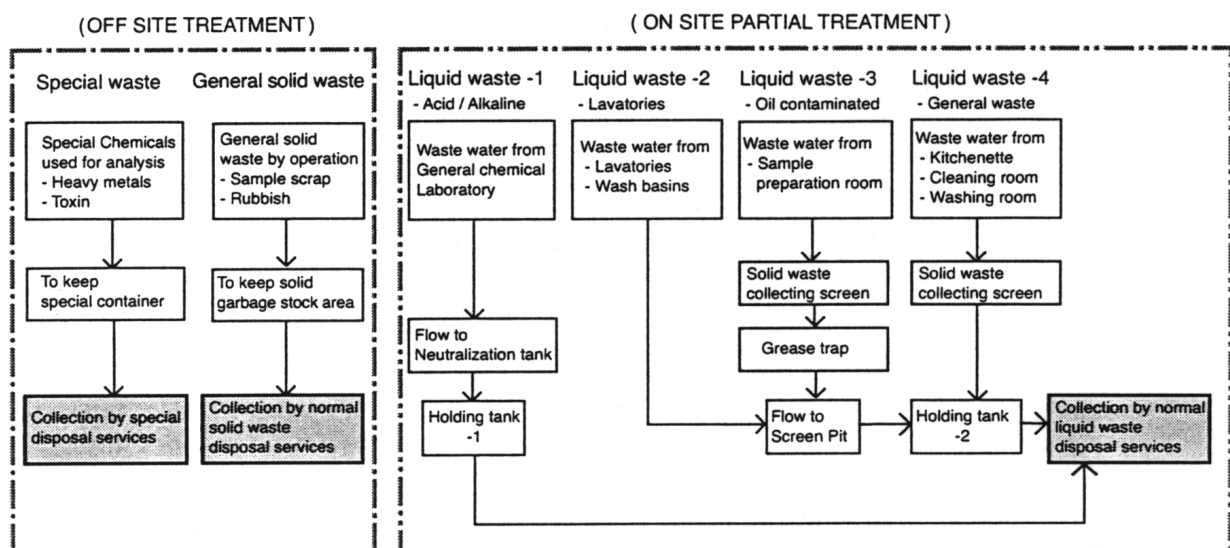 (OFF SITE TREATMENT)
(ON SITE PARTIAL TREATMENT)
Special waste
General solid waste
Special Chemicals
used for analysis
- Heavy metals
- Toxin
General solid
waste by operation
- Sample scrap
- Rubbish
To keep
special container
To keep solid
garbage stock area
Collection by special
disposal services
Collection by normal
solid waste
disposal services
Liquid waste -1
- Acid / Alkaline
Waste water from
General chemical
Laboratory
Flow to
Neutralization tank
Holding tank
-1
Liquid waste -2
- Lavatories
Waste water from
- Lavatories
- Wash basins
Liquid waste -3
- Oil contaminated
Waste water from
- Sample
preparation room
Solid waste
collecting screen
Grease trap
Flow to
Screen Pit
Liquid waste -4
- General waste
Waste water from
- Kitchenette
- Cleaning room
- Washing room
Solid waste
collecting screen
Holding tank
-2
Collection by normal
liquid waste
disposal services